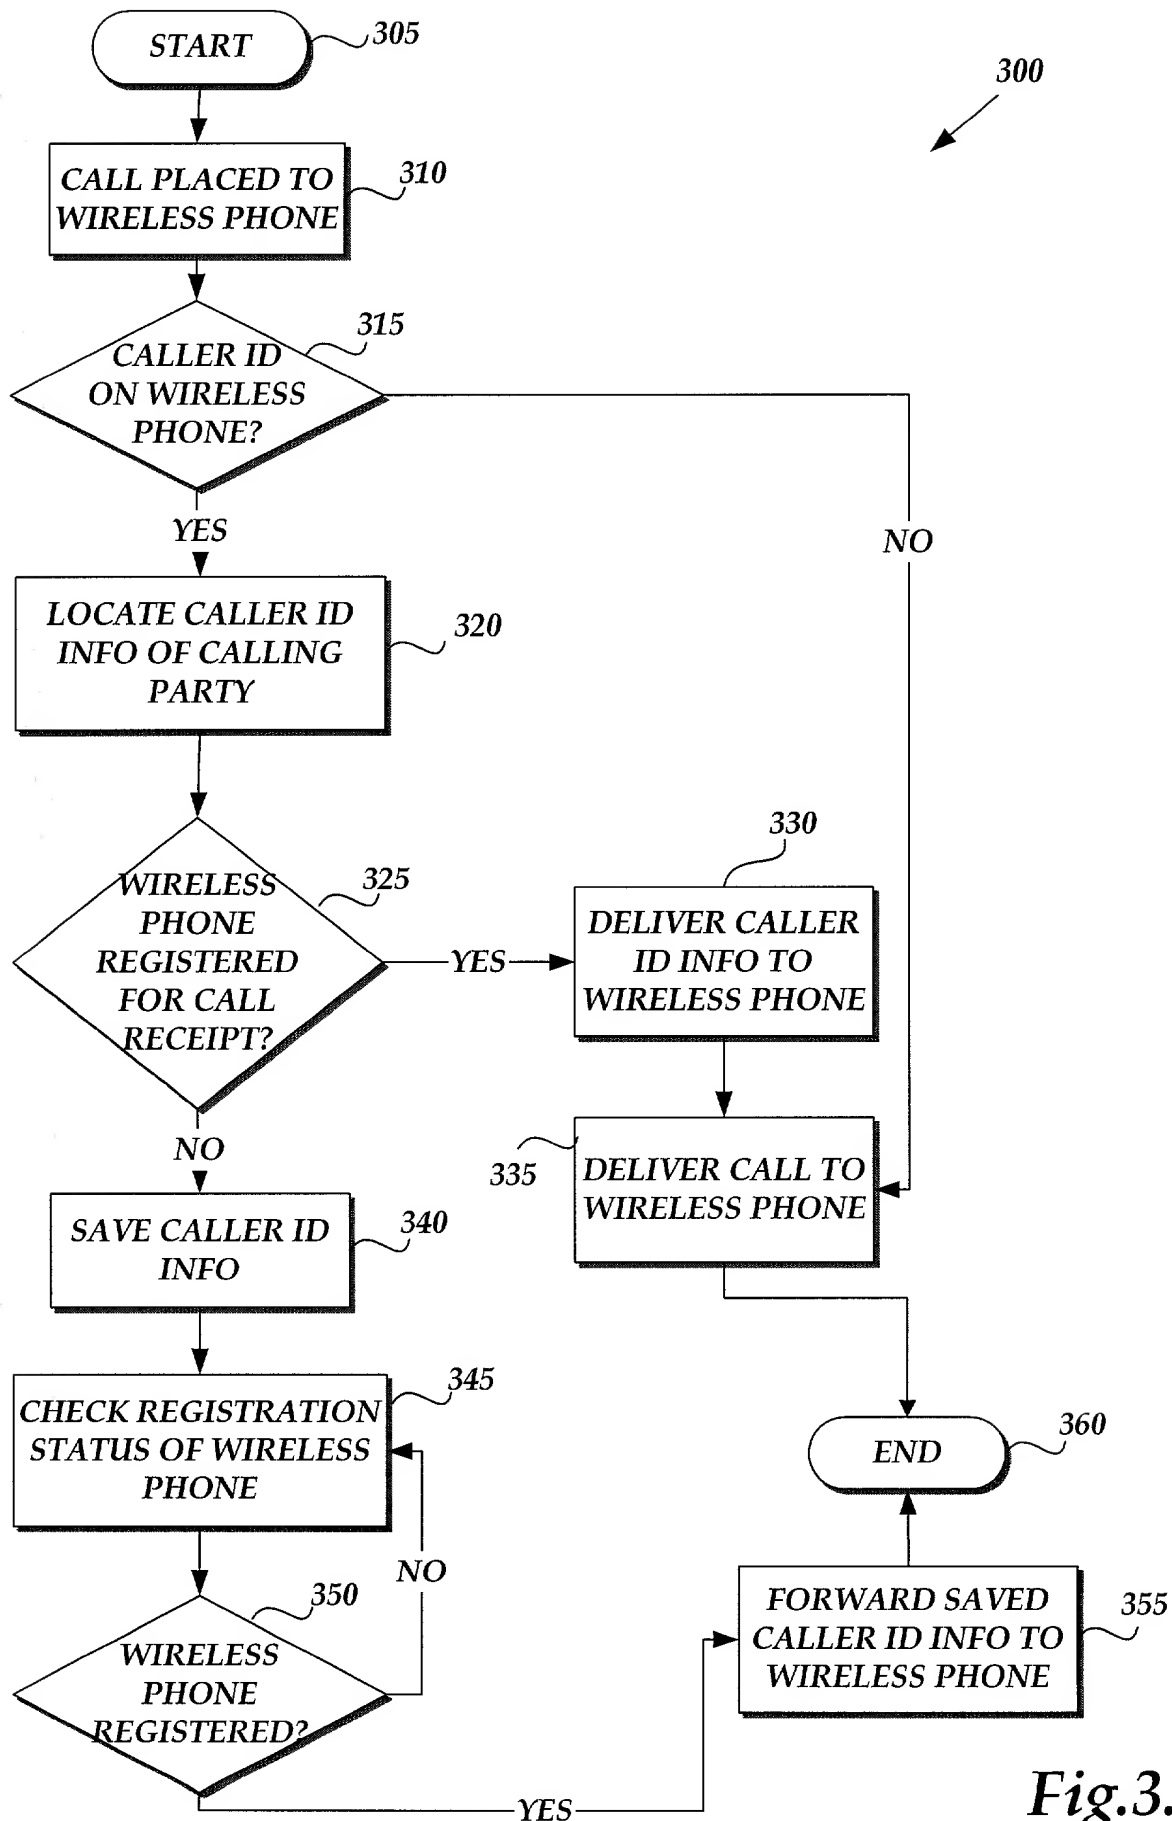 START
305
300
CALL PLACED TO
WIRELESS PHONE
310
CALLER ID
ON WIRELESS
PHONE?
315
YES
NO
LOCATE CALLER ID
INFO OF CALLING
PARTY
320
WIRELESS
PHONE
REGISTERED
FOR CALL
RECEIPT?
325
YES
330
DELIVER CALLER
ID INFO TO
WIRELESS PHONE
NO
335
DELIVER CALL TO
WIRELESS PHONE
SAVE CALLER ID
INFO
340
CHECK REGISTRATION
STATUS OF WIRELESS
PHONE
345
END
360
NO
WIRELESS
PHONE
REGISTERED?
350
FORWARD SAVED
CALLER ID INFO TO
WIRELESS PHONE
355
YES
Fig.3.